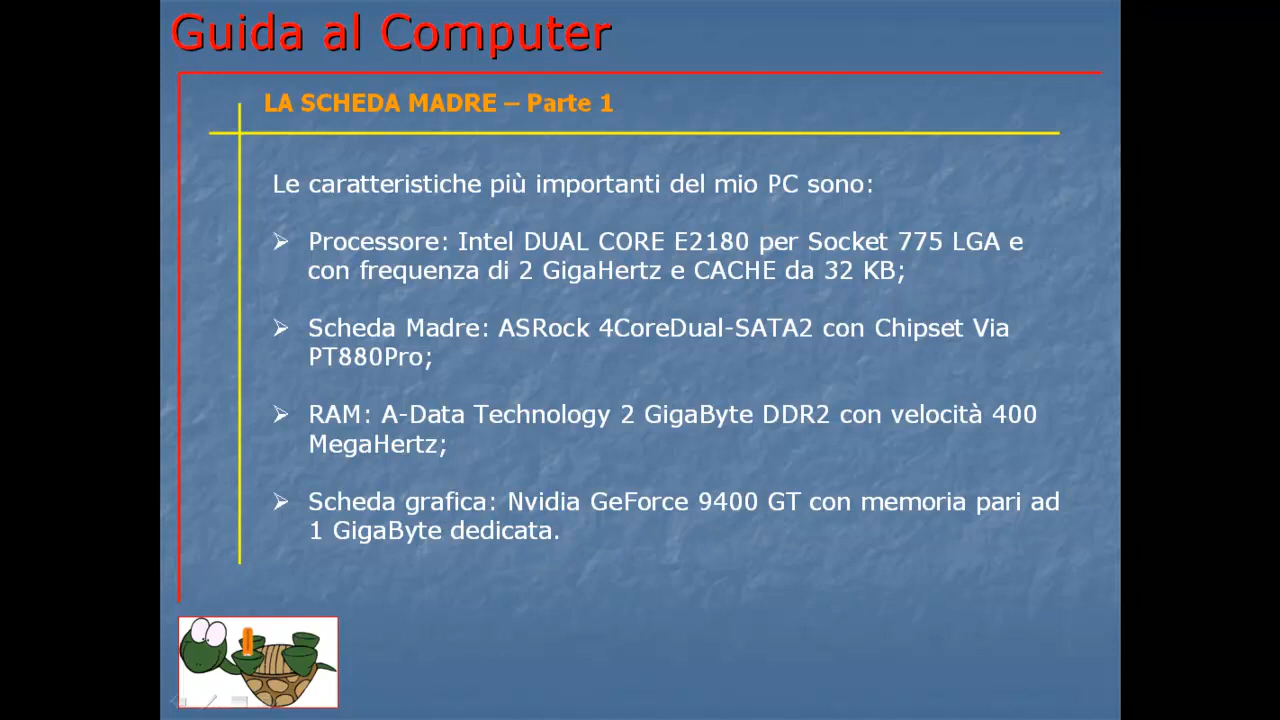 Guida al Computer
LA SCHEDA MADRE – Parte 1
Le caratteristiche più importanti del mio PC sono:
Processore: Intel DUAL CORE E2180 per Socket 775 LGA e
con frequenza di 2 GigaHertz e CACHE da 32 KB;
Scheda Madre: ASRock 4CoreDual-SATA2 con Chipset Via
PT880Pro;
RAM: A-Data Technology 2 GigaByte DDR2 con velocità 400
MegaHertz;
Scheda grafica: Nvidia GeForce 9400 GT con memoria pari ad
1 GigaByte dedicata.